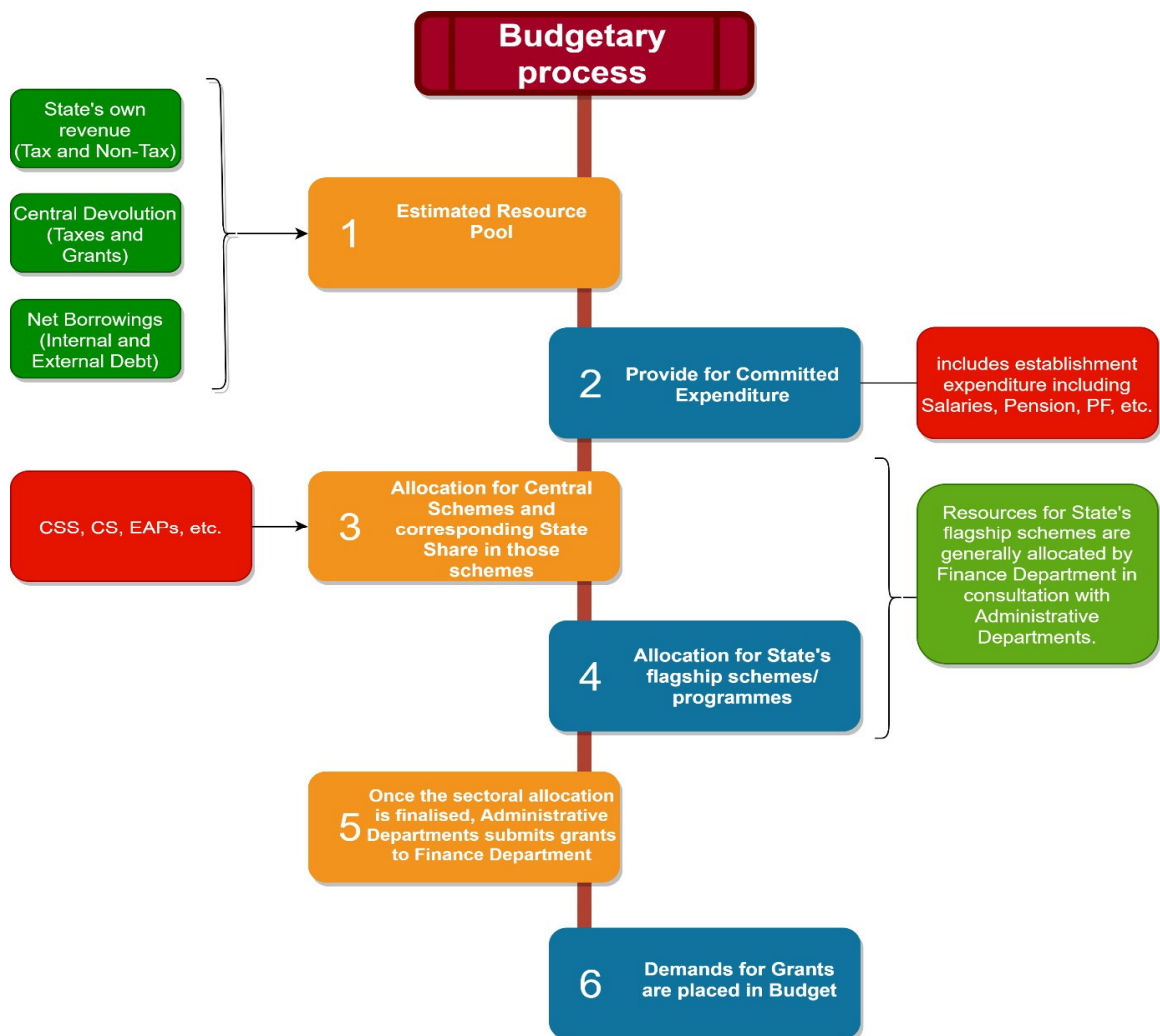 Budgetary
process
State's own
revenue
(Tax and Non-Tax)
Central Devolution
(Taxes and
Grants)
Net Borrowings
(Internal and
External Debt)
1
Estimated Resource
Pool
2
Provide for Committed
Expenditure
includes establishment
expenditure including
Salaries, Pension, PF, etc.
CSS, CS, EAPs, etc.
3
Allocation for Central
Schemes and
corresponding State
Share in those
schemes
Resources for State's
flagship schemes are
generally allocated by
Finance Department in
consultation with
Administrative
Departments.
4
Allocation for State's
flagship schemes/
programmes
5
Once the sectoral allocation
is finalised, Administrative
Departments submits grants
to Finance Department
6
Demands for Grants
are placed in Budget